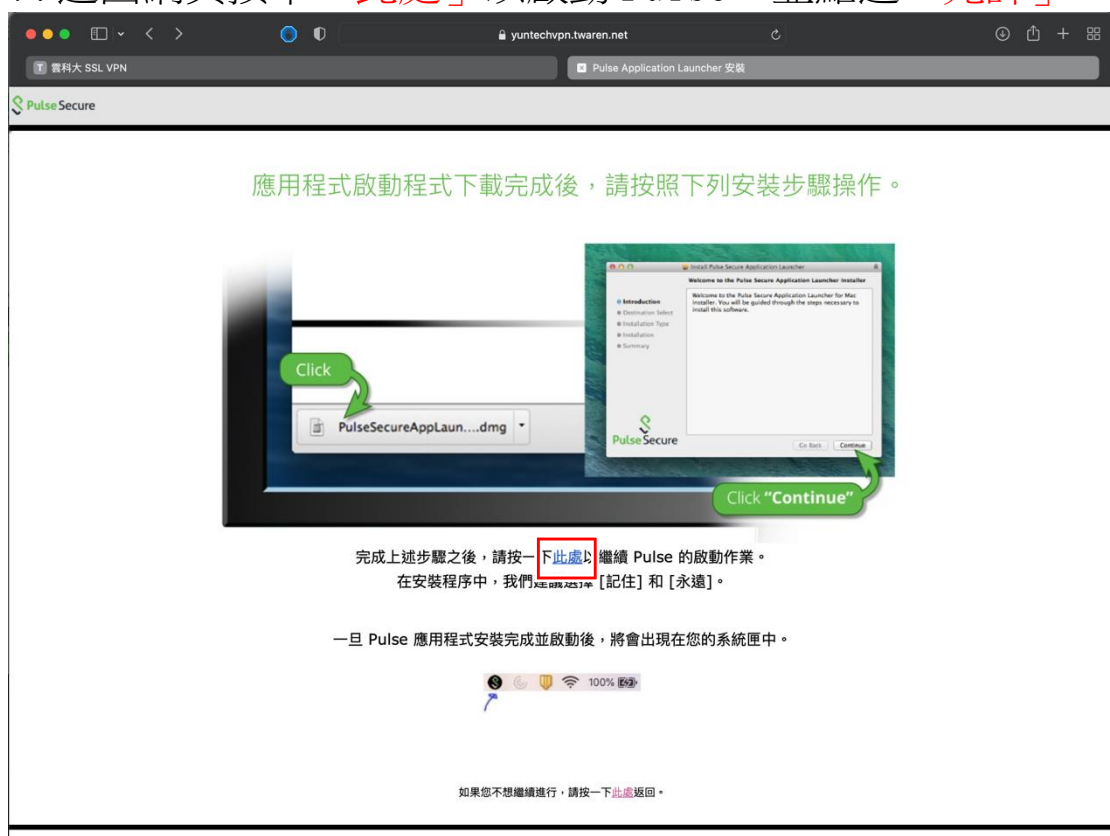 yuntechvpn.twaren.net
雲科大 SSL VPN
Pulse Application Launcher 安裝
Pulse Secure
應用程式啟動程式下載完成後，請按照下列安裝步驟操作。
Install Pulse Secure Application Launcher
Welcome to the Pulse Secure Application Launcher Installer
Introduction
Destination Select
Installation Type
Installation
Summary
Welcome to the Pulse Secure Application Launcher for Mac
installer. You will be guided through the steps necessary to
install this software.
Click
PulseSecureAppLaun....dmg
Pulse Secure
Go Back
Continue
Click "Continue"
完成上述步驟之後，請按一下此處以繼續 Pulse 的啟動作業。
在安裝程序中，我們建議選擇 [記住] 和 [永遠]。
一旦 Pulse 應用程式安裝完成並啟動後，將會出現在您的系統匣中。
100%
如果您不想繼續進行，請按一下此處返回。